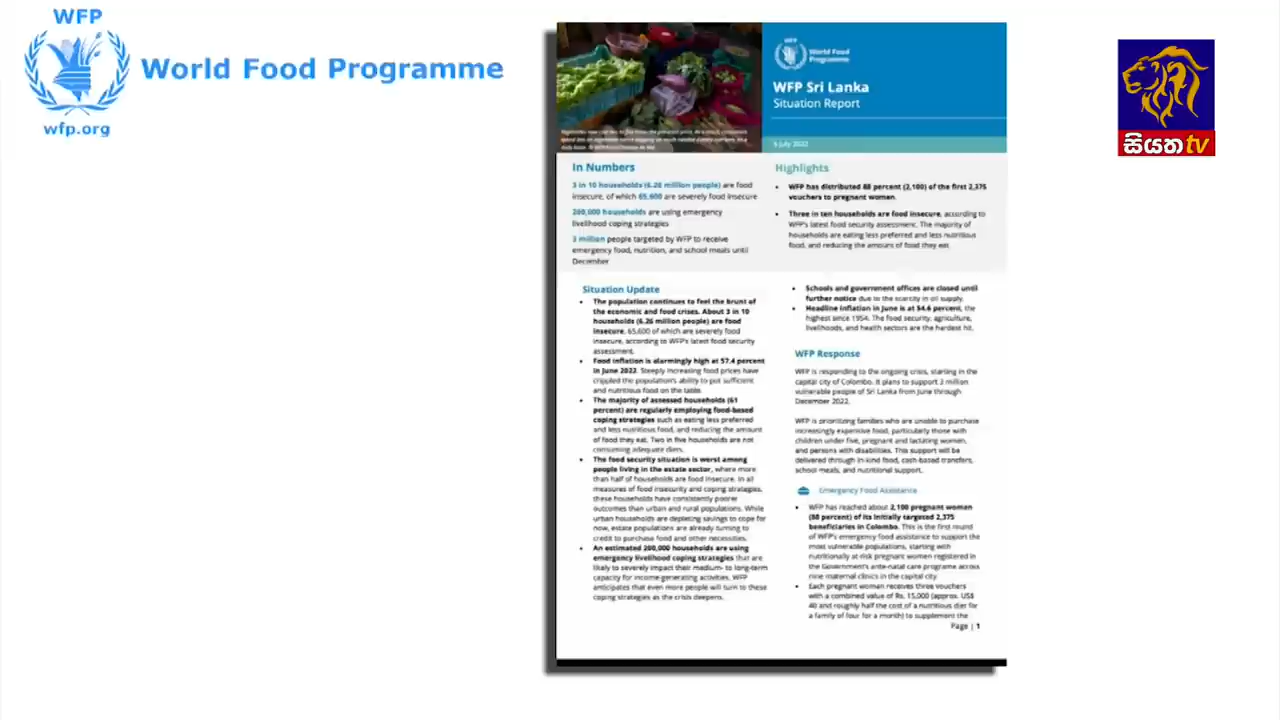 WFP
World Food Programme
wfp.org
සියත tv
WFP
World Food
Programme
WFP Sri Lanka
Situation Report
6 July 2022
In Numbers
3 in 10 households (6.26 million people) are food
insecure, of which 65,600 are severely food insecure
200,000 households are using emergency
livelihood coping strategies
3 million people targeted by WFP to receive
emergency food, nutrition, and school meals until
December
Highlights
• WFP has distributed 88 percent (2,100) of the first 2,375
vouchers to pregnant women.
• Three in ten households are food insecure, according to
WFP's latest food security assessment. The majority of
households are eating less preferred and less nutritious
food, and reducing the amount of food they eat.
Situation Update
• The population continues to feel the brunt of
the economic and food crises. About 3 in 10
households (6.26 million people) are food
insecure, 65,600 of which are severely food
insecure, according to WFP's latest food security
assessment.
• Food inflation is alarmingly high at 57.4 percent
in June 2022. Steeply increasing food prices have
crippled the population's ability to put sufficient
and nutritious food on the table.
• The majority of assessed households (61
percent) are regularly employing food-based
coping strategies such as eating less preferred
and less nutritious food, and reducing the amount
of food they eat. Two in five households are not
consuming adequate diets.
• The food security situation is worst among
people living in the estate sector, where more
than half of households are food insecure. In all
measures of food insecurity and coping strategies,
these households have consistently poorer
outcomes than urban and rural populations. While
urban households are depleting savings to cope for
now, estate populations are already turning to
credit to purchase food and other necessities.
• An estimated 200,000 households are using
emergency livelihood coping strategies that are
likely to severely impact their medium- to long-term
capacity for income-generating activities. WFP
anticipates that even more people will turn to these
coping strategies as the crisis deepens.
• Schools and government offices are closed until
further notice due to the scarcity in oil supply.
• Headline inflation in June is at 54.6 percent, the
highest since 1954. The food security, agriculture,
livelihoods, and health sectors are the hardest hit.
WFP Response
WFP is responding to the ongoing crisis, starting in the
capital city of Colombo. It plans to support 3 million
vulnerable people of Sri Lanka from June through
December 2022.
WFP is prioritizing families who are unable to purchase
increasingly expensive food, particularly those with
children under five, pregnant and lactating women,
and persons with disabilities. This support will be
delivered through in-kind food, cash-based transfers,
school meals, and nutritional support.
Emergency Food Assistance
• WFP has reached about 2,100 pregnant women
(88 percent) of its initially targeted 2,375
beneficiaries in Colombo. This is the first round
of WFP's emergency food assistance to support the
most vulnerable populations, starting with
nutritionally at-risk pregnant women registered in
the Government's ante-natal care programe across
nine maternal clinics in the capital city.
• Each pregnant woman receives three vouchers
with a combined value of Rs. 15,000 (approx. US$
40 and roughly half the cost of a nutritious diet for
a family of four for a month) to supplement the
Page | 1